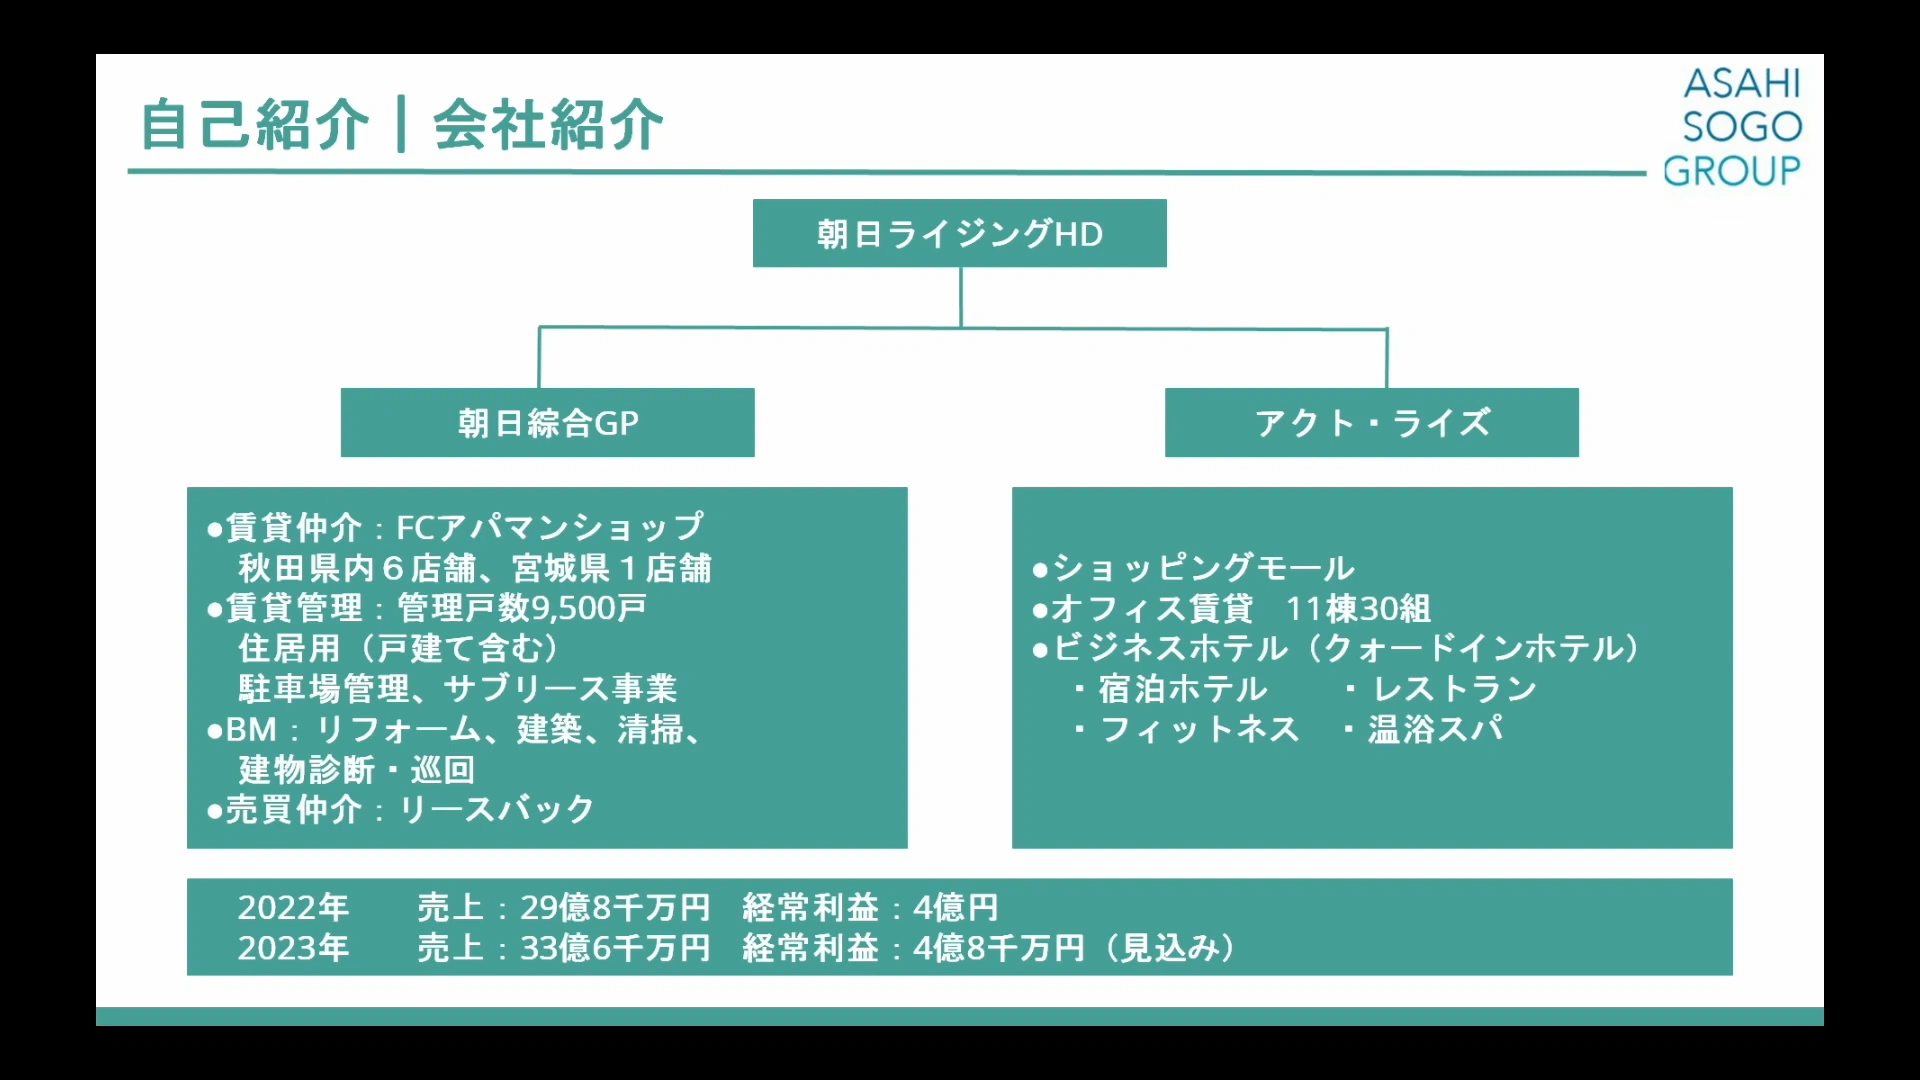 自己紹介｜会社紹介
ASAHI
SOGO
GROUP
朝日ライジングHD
朝日綜合GP
アクト・ライズ
●賃貸仲介：FCアパマンショップ
秋田県内６店舗、宮城県１店舗
●賃貸管理：管理戸数9,500戸
住居用（戸建て含む）
駐車場管理、サブリース事業
●BM：リフォーム、建築、清掃、
建物診断・巡回
●売買仲介：リースバック
●ショッピングモール
●オフィス賃貸　11棟30組
●ビジネスホテル（クォードインホテル）
・宿泊ホテル　　・レストラン
・フィットネス　・温浴スパ
2022年　　売上：29億8千万円　経常利益：4億円
2023年　　売上：33億6千万円　経常利益：4億8千万円（見込み）